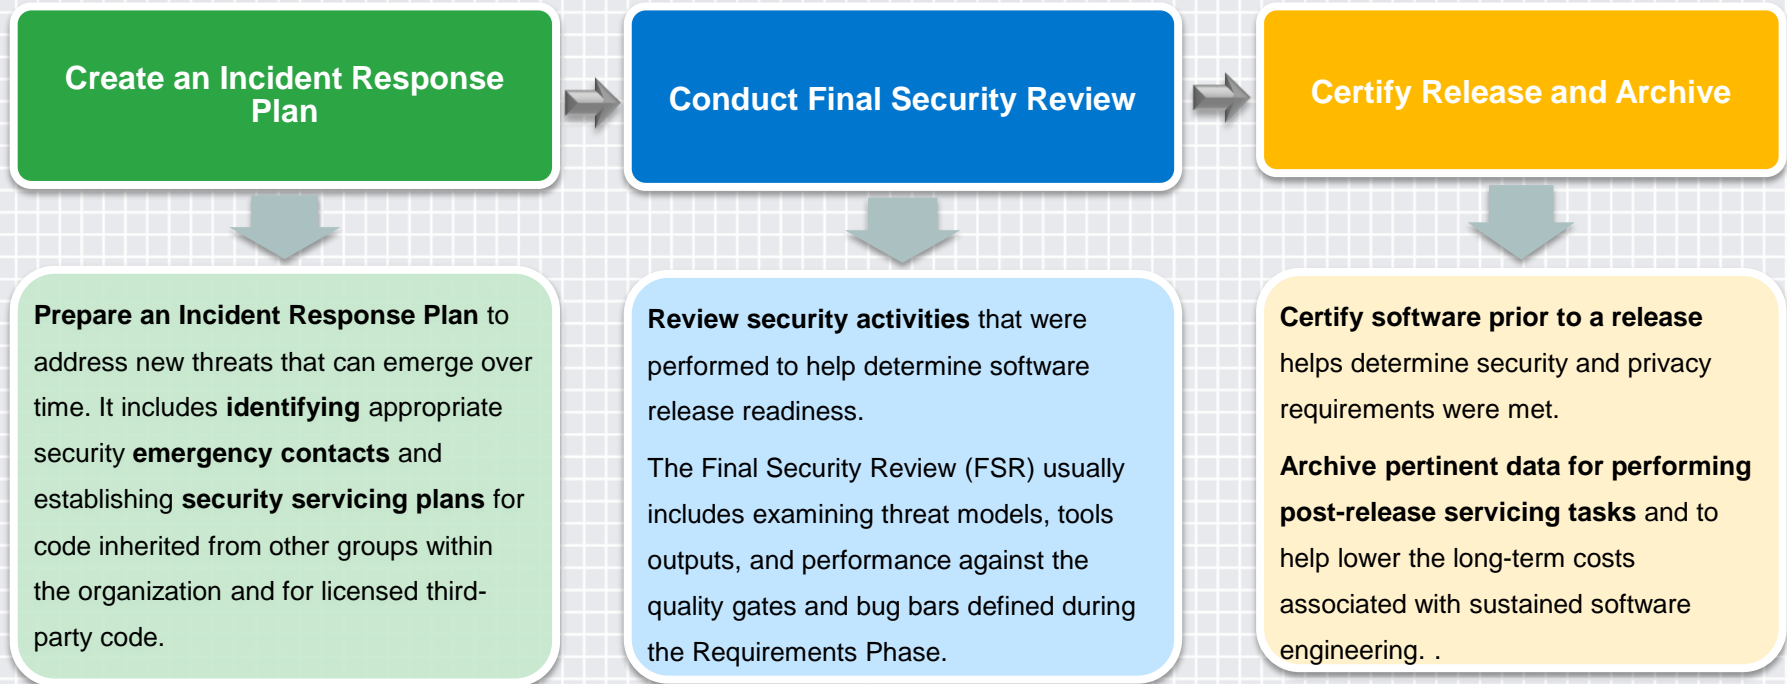 Create an Incident Response
Plan
Conduct Final Security Review
Certify Release and Archive
Prepare an Incident Response Plan to
address new threats that can emerge over
time. It includes identifying appropriate
security emergency contacts and
establishing security servicing plans for
code inherited from other groups within
the organization and for licensed third-
party code.
Review security activities that were
performed to help determine software
release readiness.
The Final Security Review (FSR) usually
includes examining threat models, tools
outputs, and performance against the
quality gates and bug bars defined during
the Requirements Phase.
Certify software prior to a release
helps determine security and privacy
requirements were met.
Archive pertinent data for performing
post-release servicing tasks and to
help lower the long-term costs
associated with sustained software
engineering. .